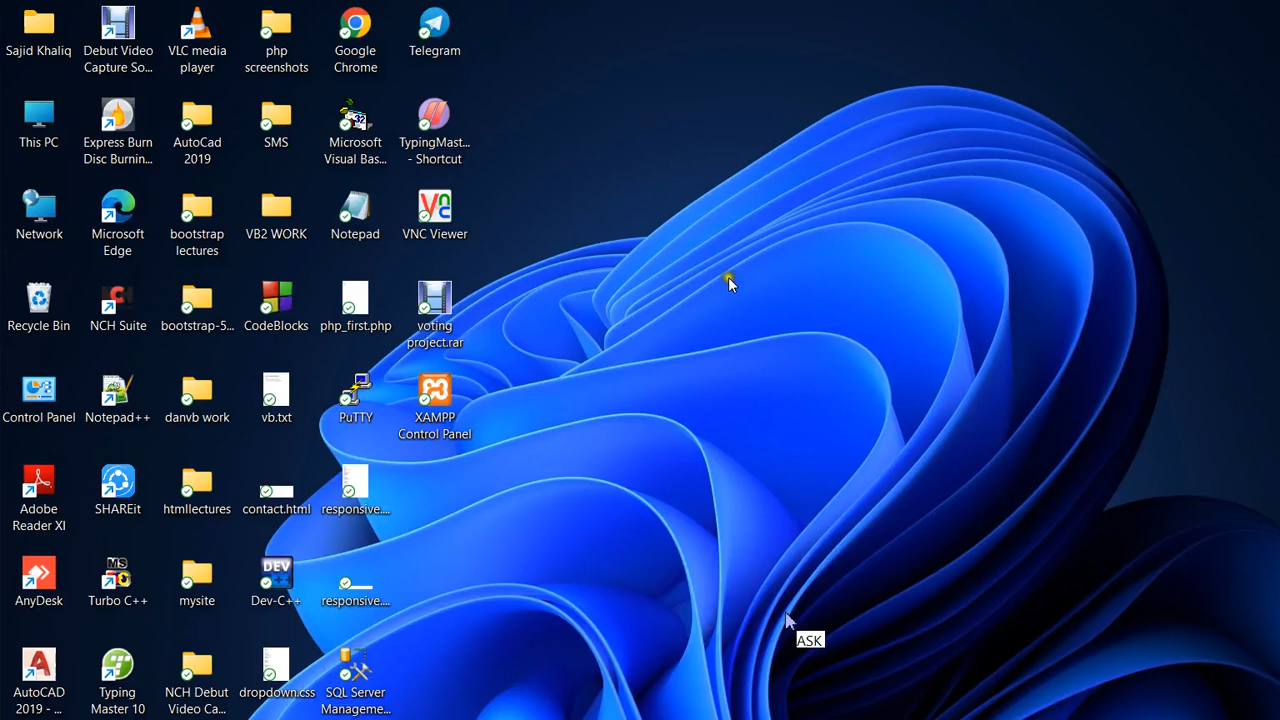 Sajid Khaliq
Debut Video
Capture So...
VLC media
player
php
screenshots
Google
Chrome
Telegram
This PC
Express Burn
Disc Burnin...
AutoCad
2019
SMS
Microsoft
Visual Bas...
TypingMast...
- Shortcut
Network
Microsoft
Edge
bootstrap
lectures
VB2 WORK
Notepad
VNC Viewer
Recycle Bin
NCH Suite
bootstrap-5...
CodeBlocks
php_first.php
voting
project.rar
Control Panel
Notepad++
danvb work
vb.txt
PuTTY
XAMPP
Control Panel
Adobe
Reader XI
SHAREit
htmllectures
contact.html
responsive....
AnyDesk
MS
Turbo C++
mysite
DEV
Dev-C++
responsive....
AutoCAD
2019 - ...
Typing
Master 10
NCH Debut
Video Ca...
dropdown.css
SQL Server
Manageme...
ASK